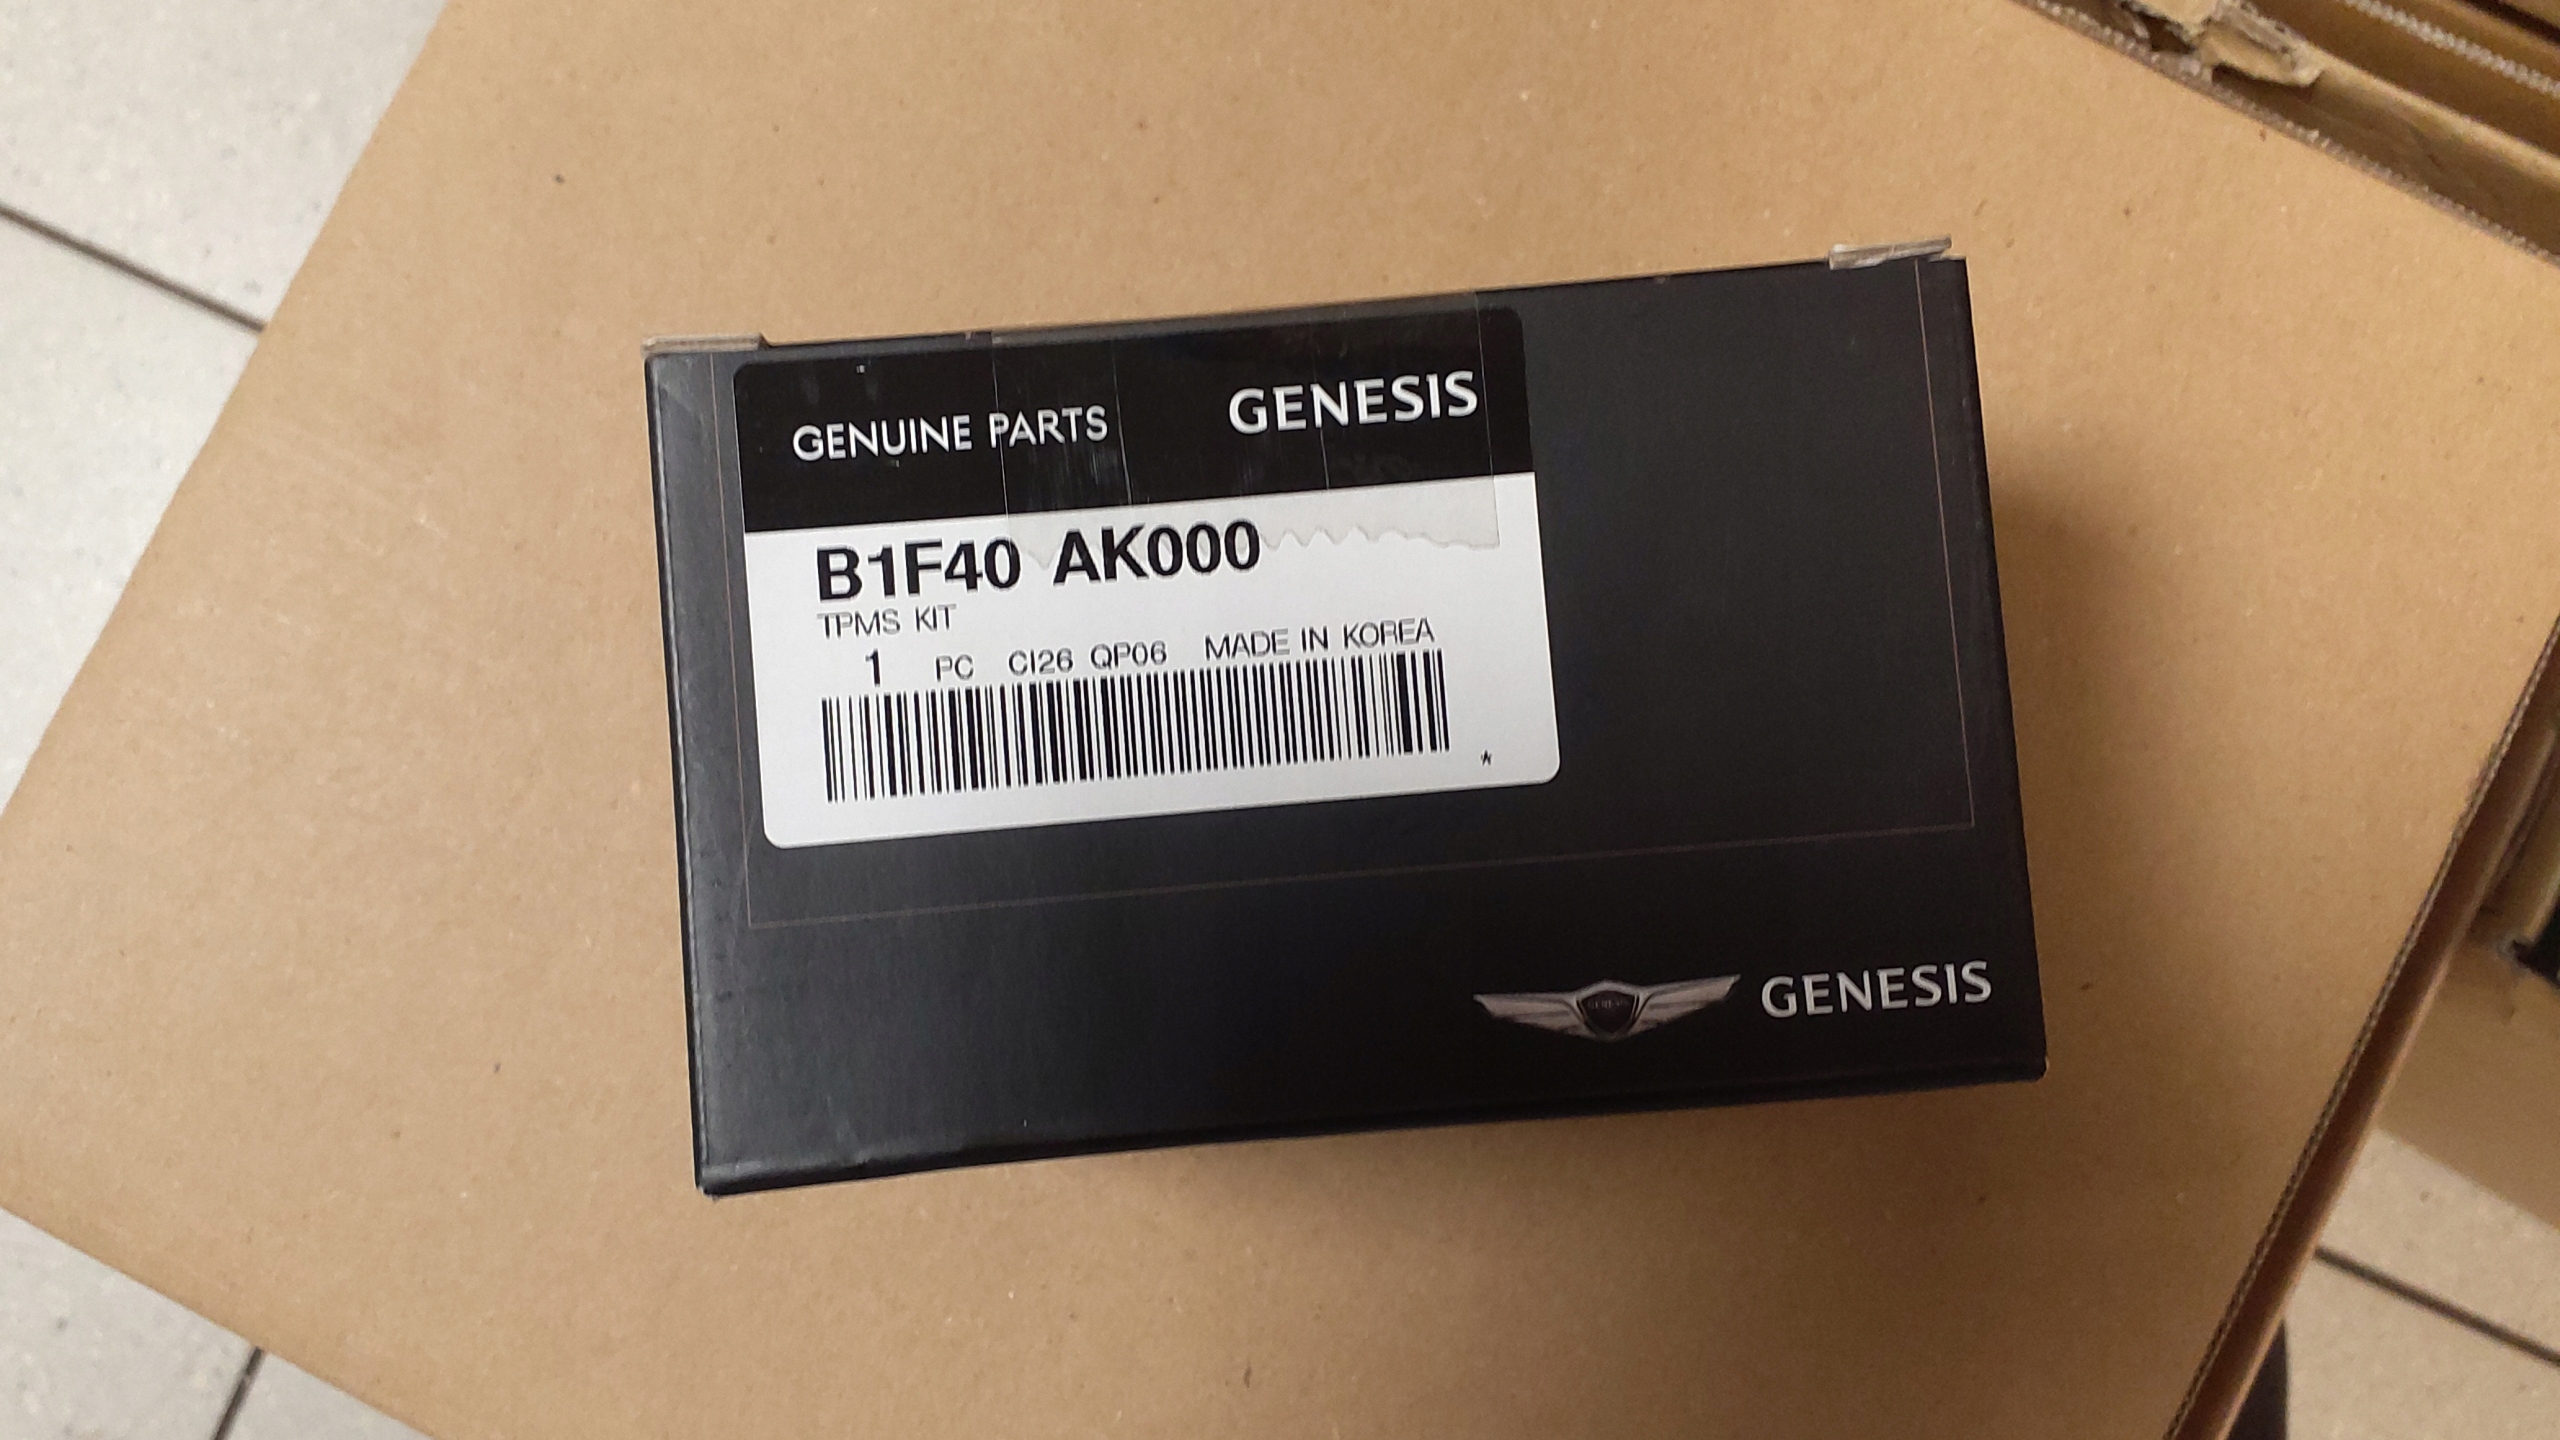 GENUINE PARTS GENESIS
B1F40 AK000
TPMS KIT
1 PC CI26 QP06 MADE IN KOREA
*
GENESIS